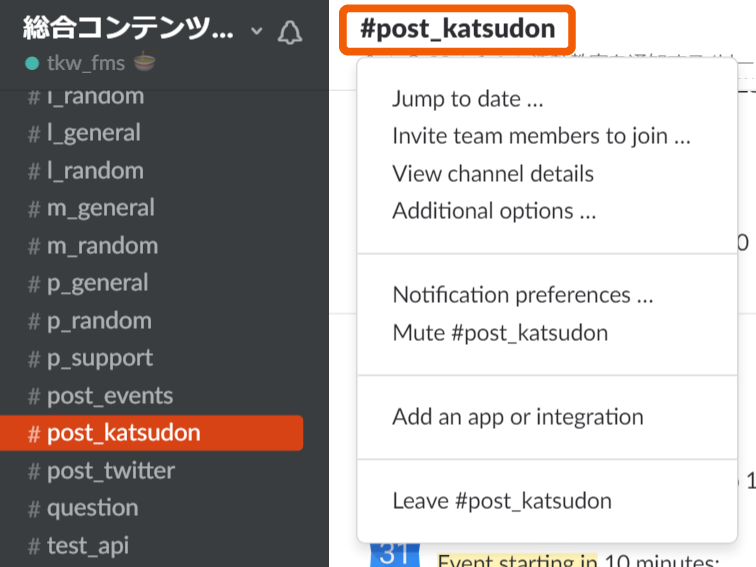 総合コンテンツ...
tkw_fms
# l_random
# l_general
# l_random
# m_general
# m_random
# p_general
# p_random
# p_support
# post_events
# post_katsudon
# post_twitter
# question
# test_api
#post_katsudon
Jump to date ...
Invite team members to join ...
View channel details
Additional options ...
Notification preferences ...
Mute #post_katsudon
Add an app or integration
Leave #post_katsudon
31
Event starting in 10 minutes: